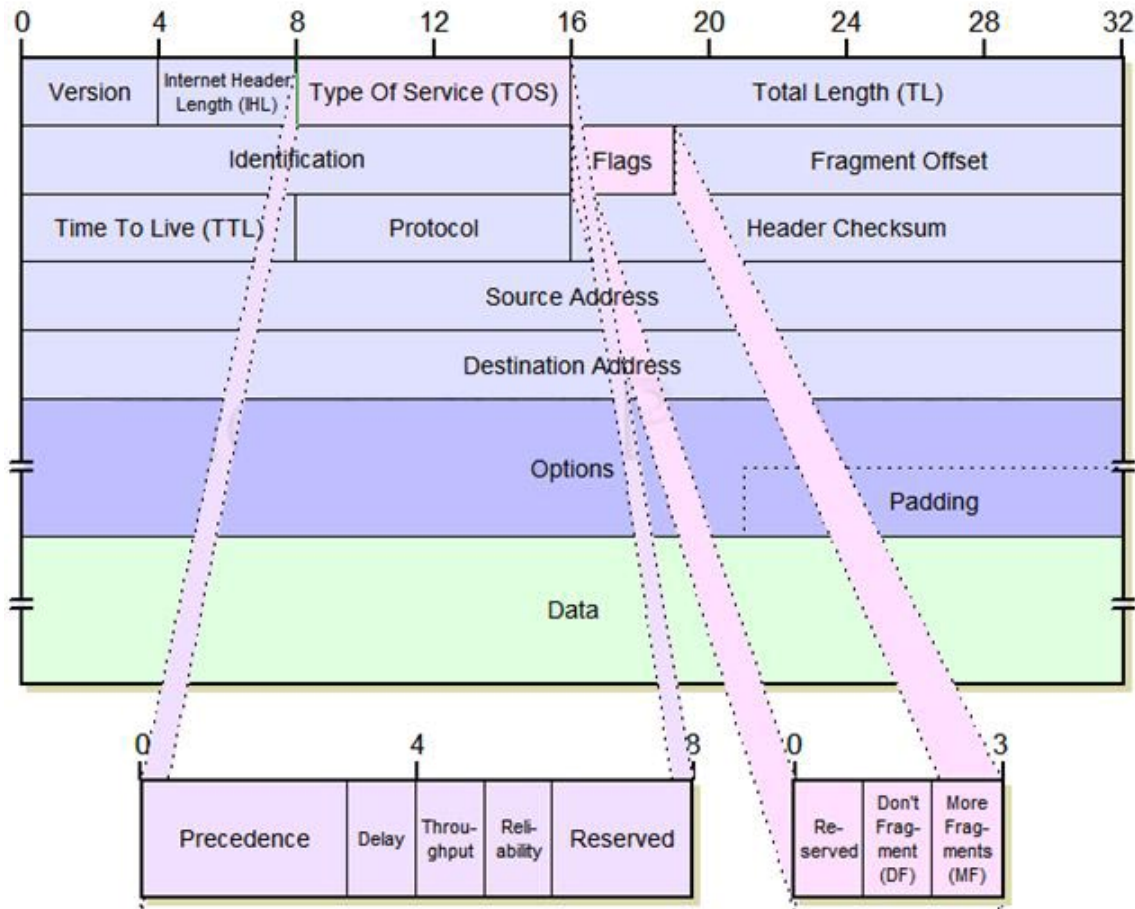 0 4 8 12 16 20 24 28 32
Version
Internet Header
Length (IHL)
Type Of Service (TOS)
Total Length (TL)
Identification
Flags
Fragment Offset
Time To Live (TTL)
Protocol
Header Checksum
Source Address
Destination Address
Options
Padding
Data
0 4 8
Precedence
Delay
Throu-
ghput
Reli-
ability
Reserved
0 3
Re-
served
Don't
Frag-
ment
(DF)
More
Frag-
ments
(MF)